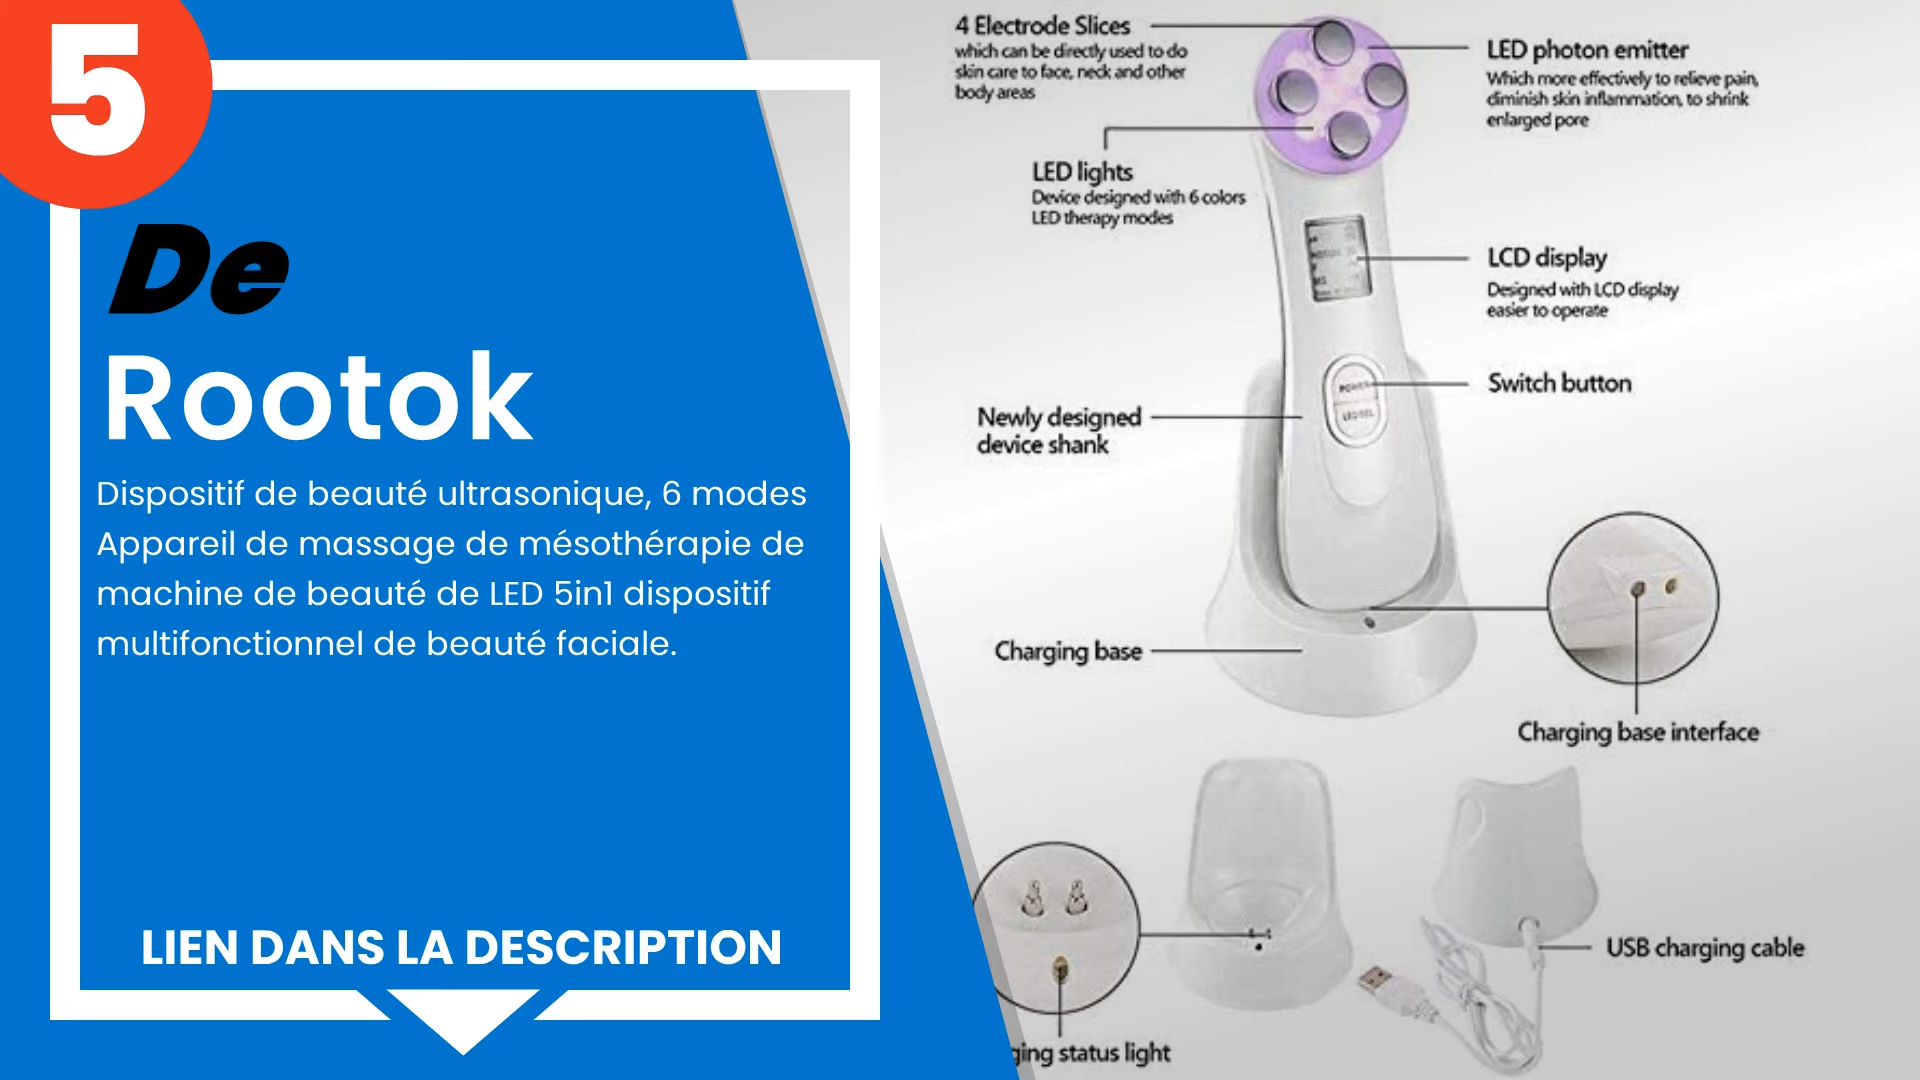 5
De
Rootok
Dispositif de beauté ultrasonique, 6 modes
Appareil de massage de mésothérapie de
machine de beauté de LED 5in1 dispositif
multifonctionnel de beauté faciale.
LIEN DANS LA DESCRIPTION
4 Electrode Slices
which can be directly used to do
skin care to face, neck and other
body areas
LED photon emitter
Which more effectively to relieve pain,
diminish skin inflammation, to shrink
enlarged pore
LED lights
Device designed with 6 colors
LED therapy modes
LCD display
Designed with LCD display
easier to operate
POWER
Switch button
Newly designed
device shank
Charging base
Charging base interface
USB charging cable
ging status light